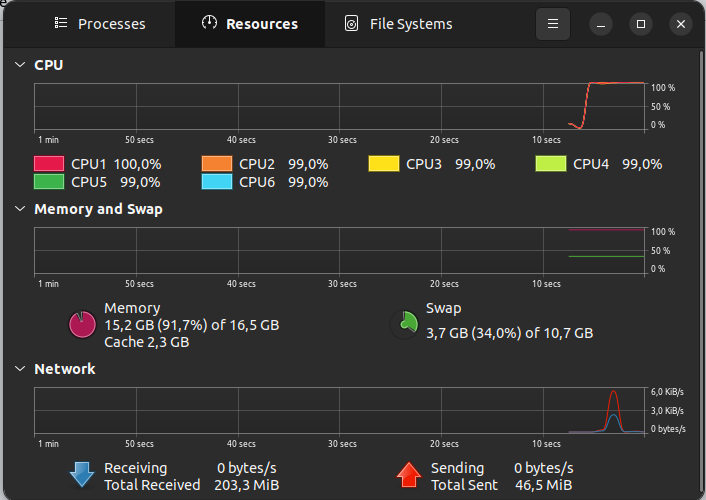 Processes Resources File Systems
CPU
100 %
50 %
0 %
1 min 50 secs 40 secs 30 secs 20 secs 10 secs
CPU1 100,0% CPU2 99,0% CPU3 99,0% CPU4 99,0%
CPU5 99,0% CPU6 99,0%
Memory and Swap
100 %
50 %
0 %
1 min 50 secs 40 secs 30 secs 20 secs 10 secs
Memory
15,2 GB (91,7%) of 16,5 GB
Cache 2,3 GB
Swap
3,7 GB (34,0%) of 10,7 GB
Network
6,0 KiB/s
3,0 KiB/s
0 bytes/s
1 min 50 secs 40 secs 30 secs 20 secs 10 secs
Receiving 0 bytes/s
Total Received 203,3 MiB
Sending 0 bytes/s
Total Sent 46,5 MiB